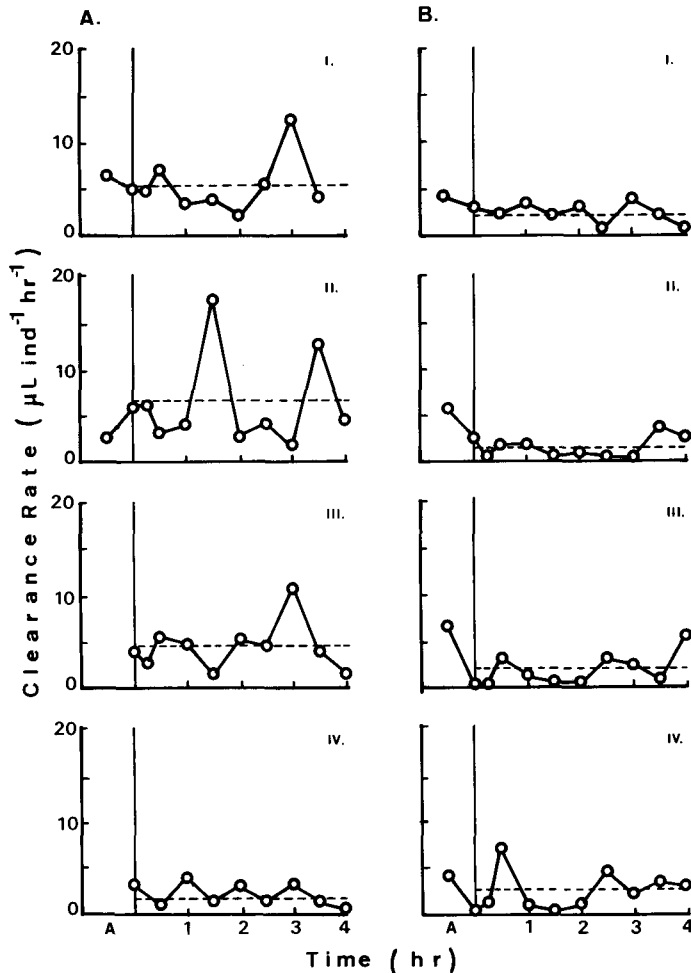 A.
B.
20
10
0
I.
I.
20
10
0
II.
II.
20
10
0
III.
III.
20
10
0
IV.
IV.
A 1 2 3 4
A 1 2 3 4
Clearance Rate ( μL ind⁻¹ hr⁻¹ )
Time ( hr )